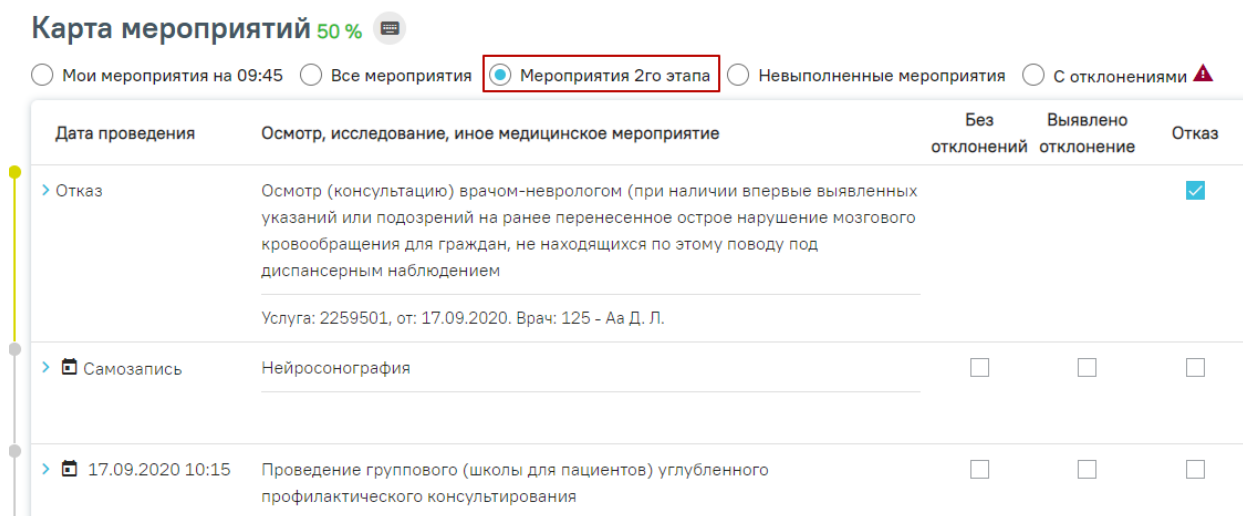 Карта мероприятий 50 %
Мои мероприятия на 09:45 Все мероприятия Мероприятия 2го этапа Невыполненные мероприятия С отклонениями
Дата проведения Осмотр, исследование, иное медицинское мероприятие Без отклонений Выявлено отклонение Отказ
Отказ Осмотр (консультацию) врачом-неврологом (при наличии впервые выявленных
указаний или подозрений на ранее перенесенное острое нарушение мозгового
кровообращения для граждан, не находящихся по этому поводу под
диспансерным наблюдением
Услуга: 2259501, от: 17.09.2020. Врач: 125 - Аа Д. Л.
Самозапись Нейросонография
17.09.2020 10:15 Проведение группового (школы для пациентов) углубленного
профилактического консультирования